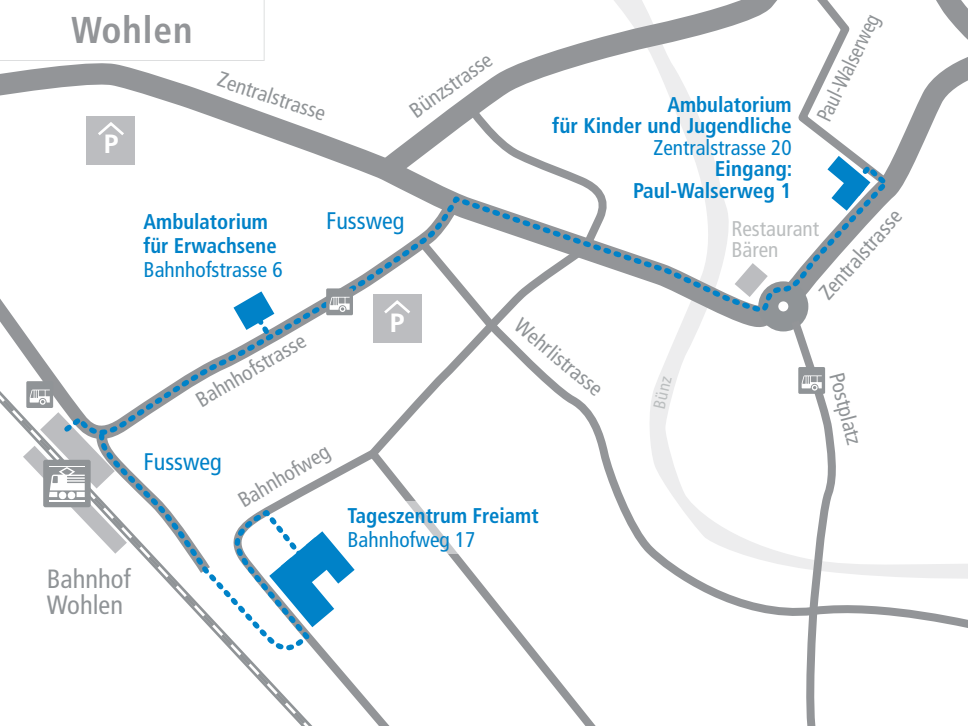 Wohlen
Zentralstrasse
Bünzstrasse
Paul-Walserweg
P
Ambulatorium
für Kinder und Jugendliche
Zentralstrasse 20
Eingang:
Paul-Walserweg 1
Ambulatorium
für Erwachsene
Bahnhofstrasse 6
Fussweg
Restaurant
Bären
Zentralstrasse
P
Bahnhofstrasse
Wehrlistrasse
Bünz
Postplatz
Fussweg
Bahnhofweg
Tageszentrum Freiamt
Bahnhofweg 17
Bahnhof
Wohlen